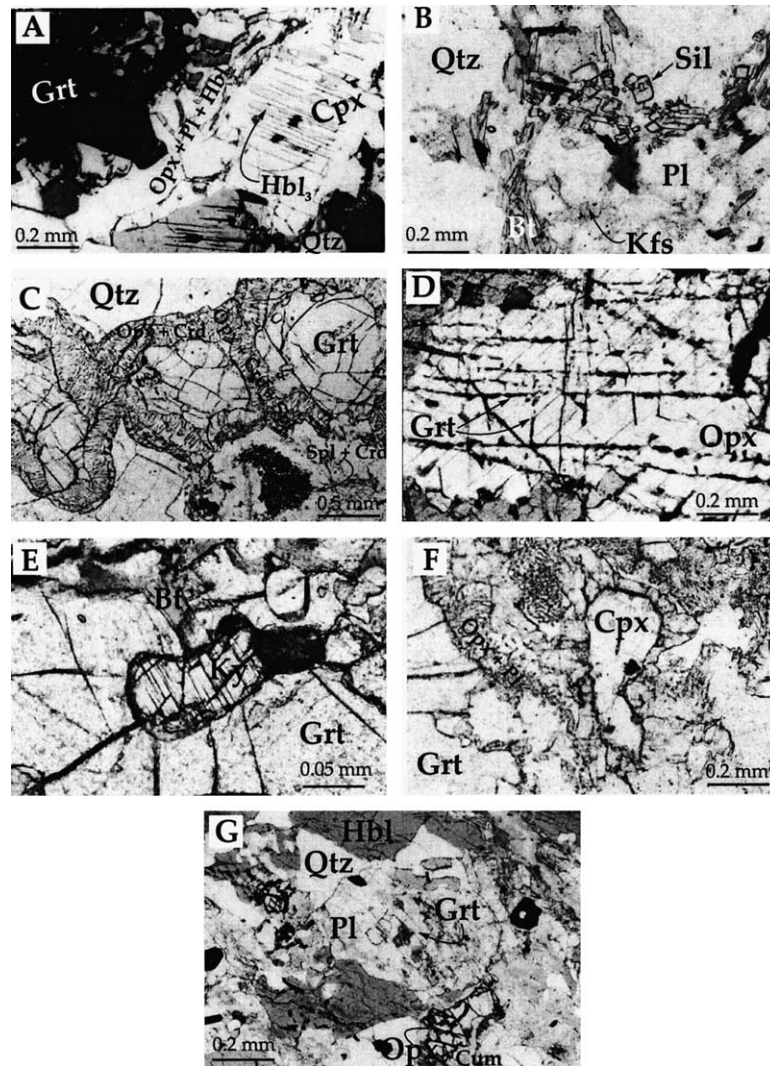 A
Grt
Opx + Pl + Hbl
Cpx
Hbl3
Qtz
0.2 mm
B
Qtz
Sil
Pl
Bt
Kfs
0.2 mm
C
Qtz
Opx + Crd
Grt
Spl + Crd
0.5 mm
D
Grt
Opx
0.2 mm
E
Bt
Ky
Grt
0.05 mm
F
Cpx
Opx + Pl
Grt
0.2 mm
G
Hbl
Qtz
Grt
Pl
Opx
Cum
0.2 mm